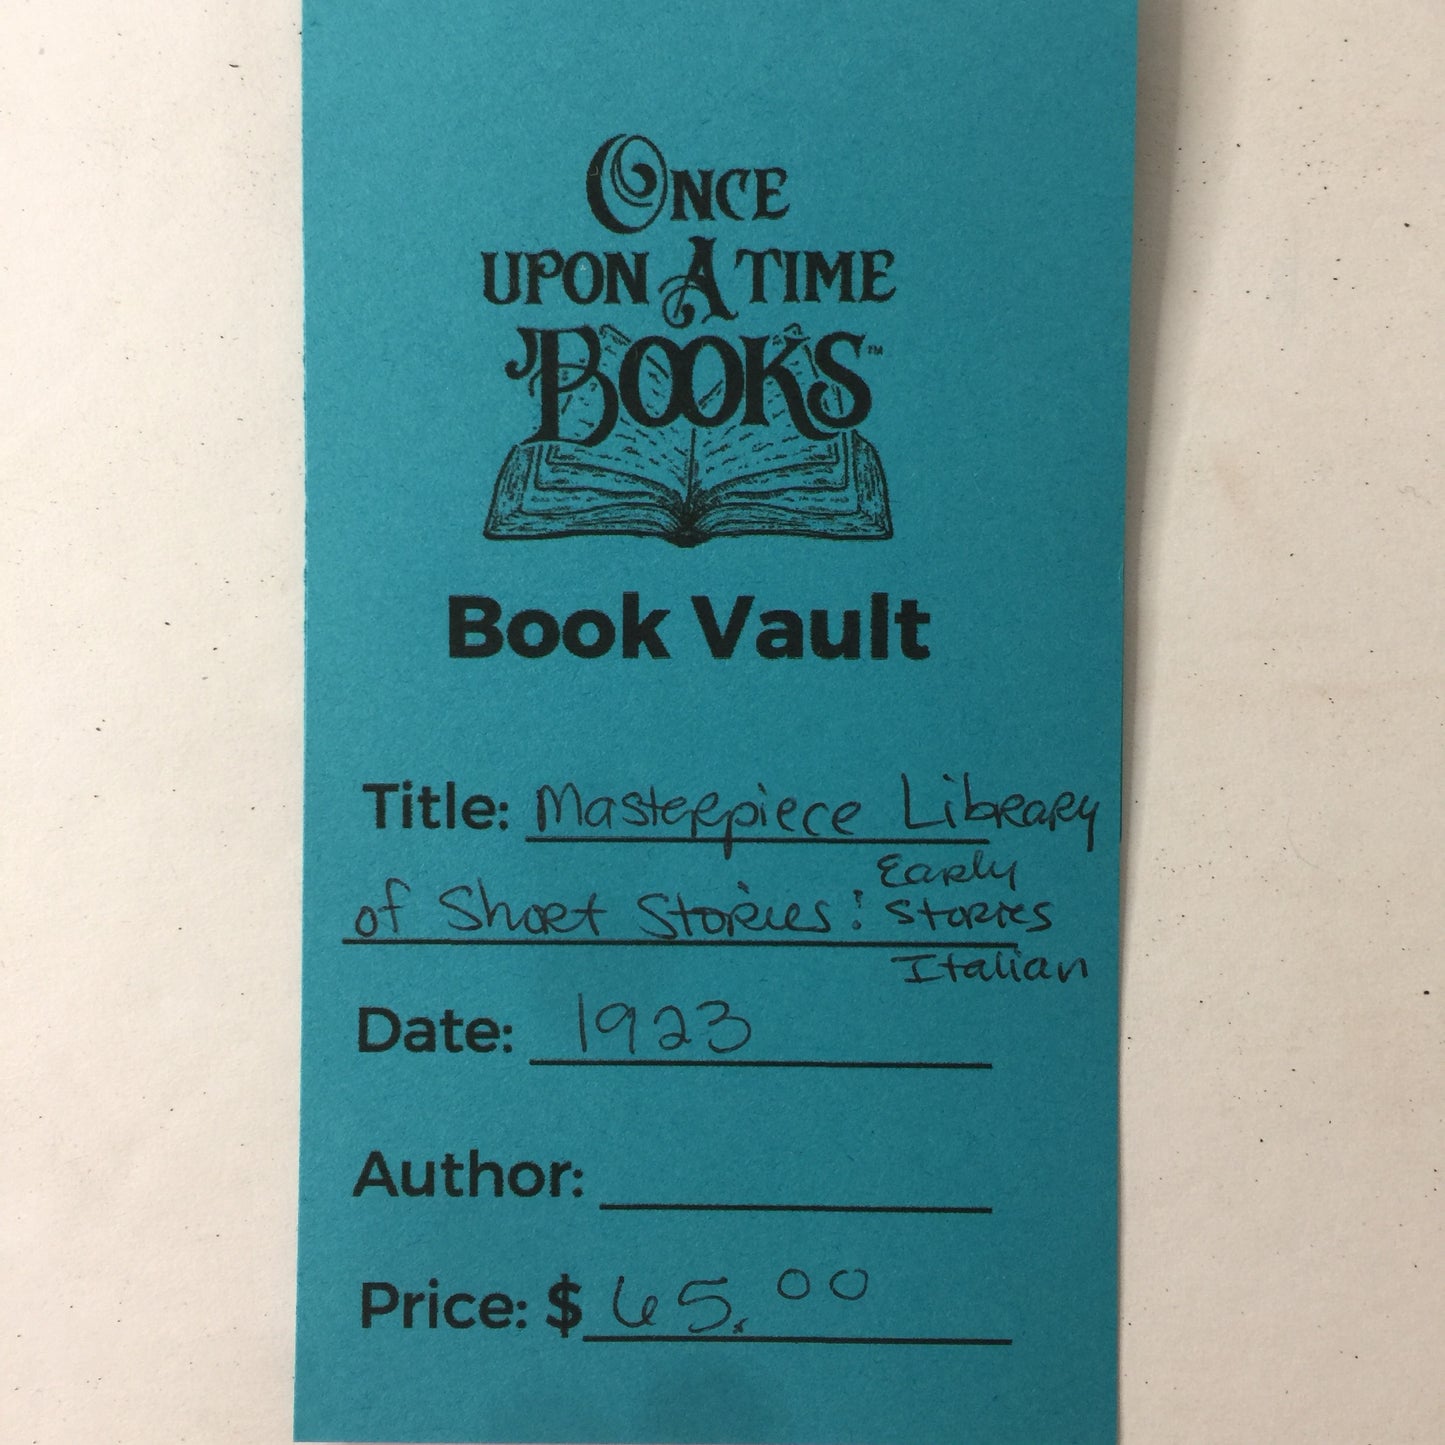 ONCE
UPON A TIME
BOOKS™
Book Vault
Title: Masterpiece Library
of Short Stories: Early
Stories
Italian
Date: 1923
Author:
Price: $ 65.00